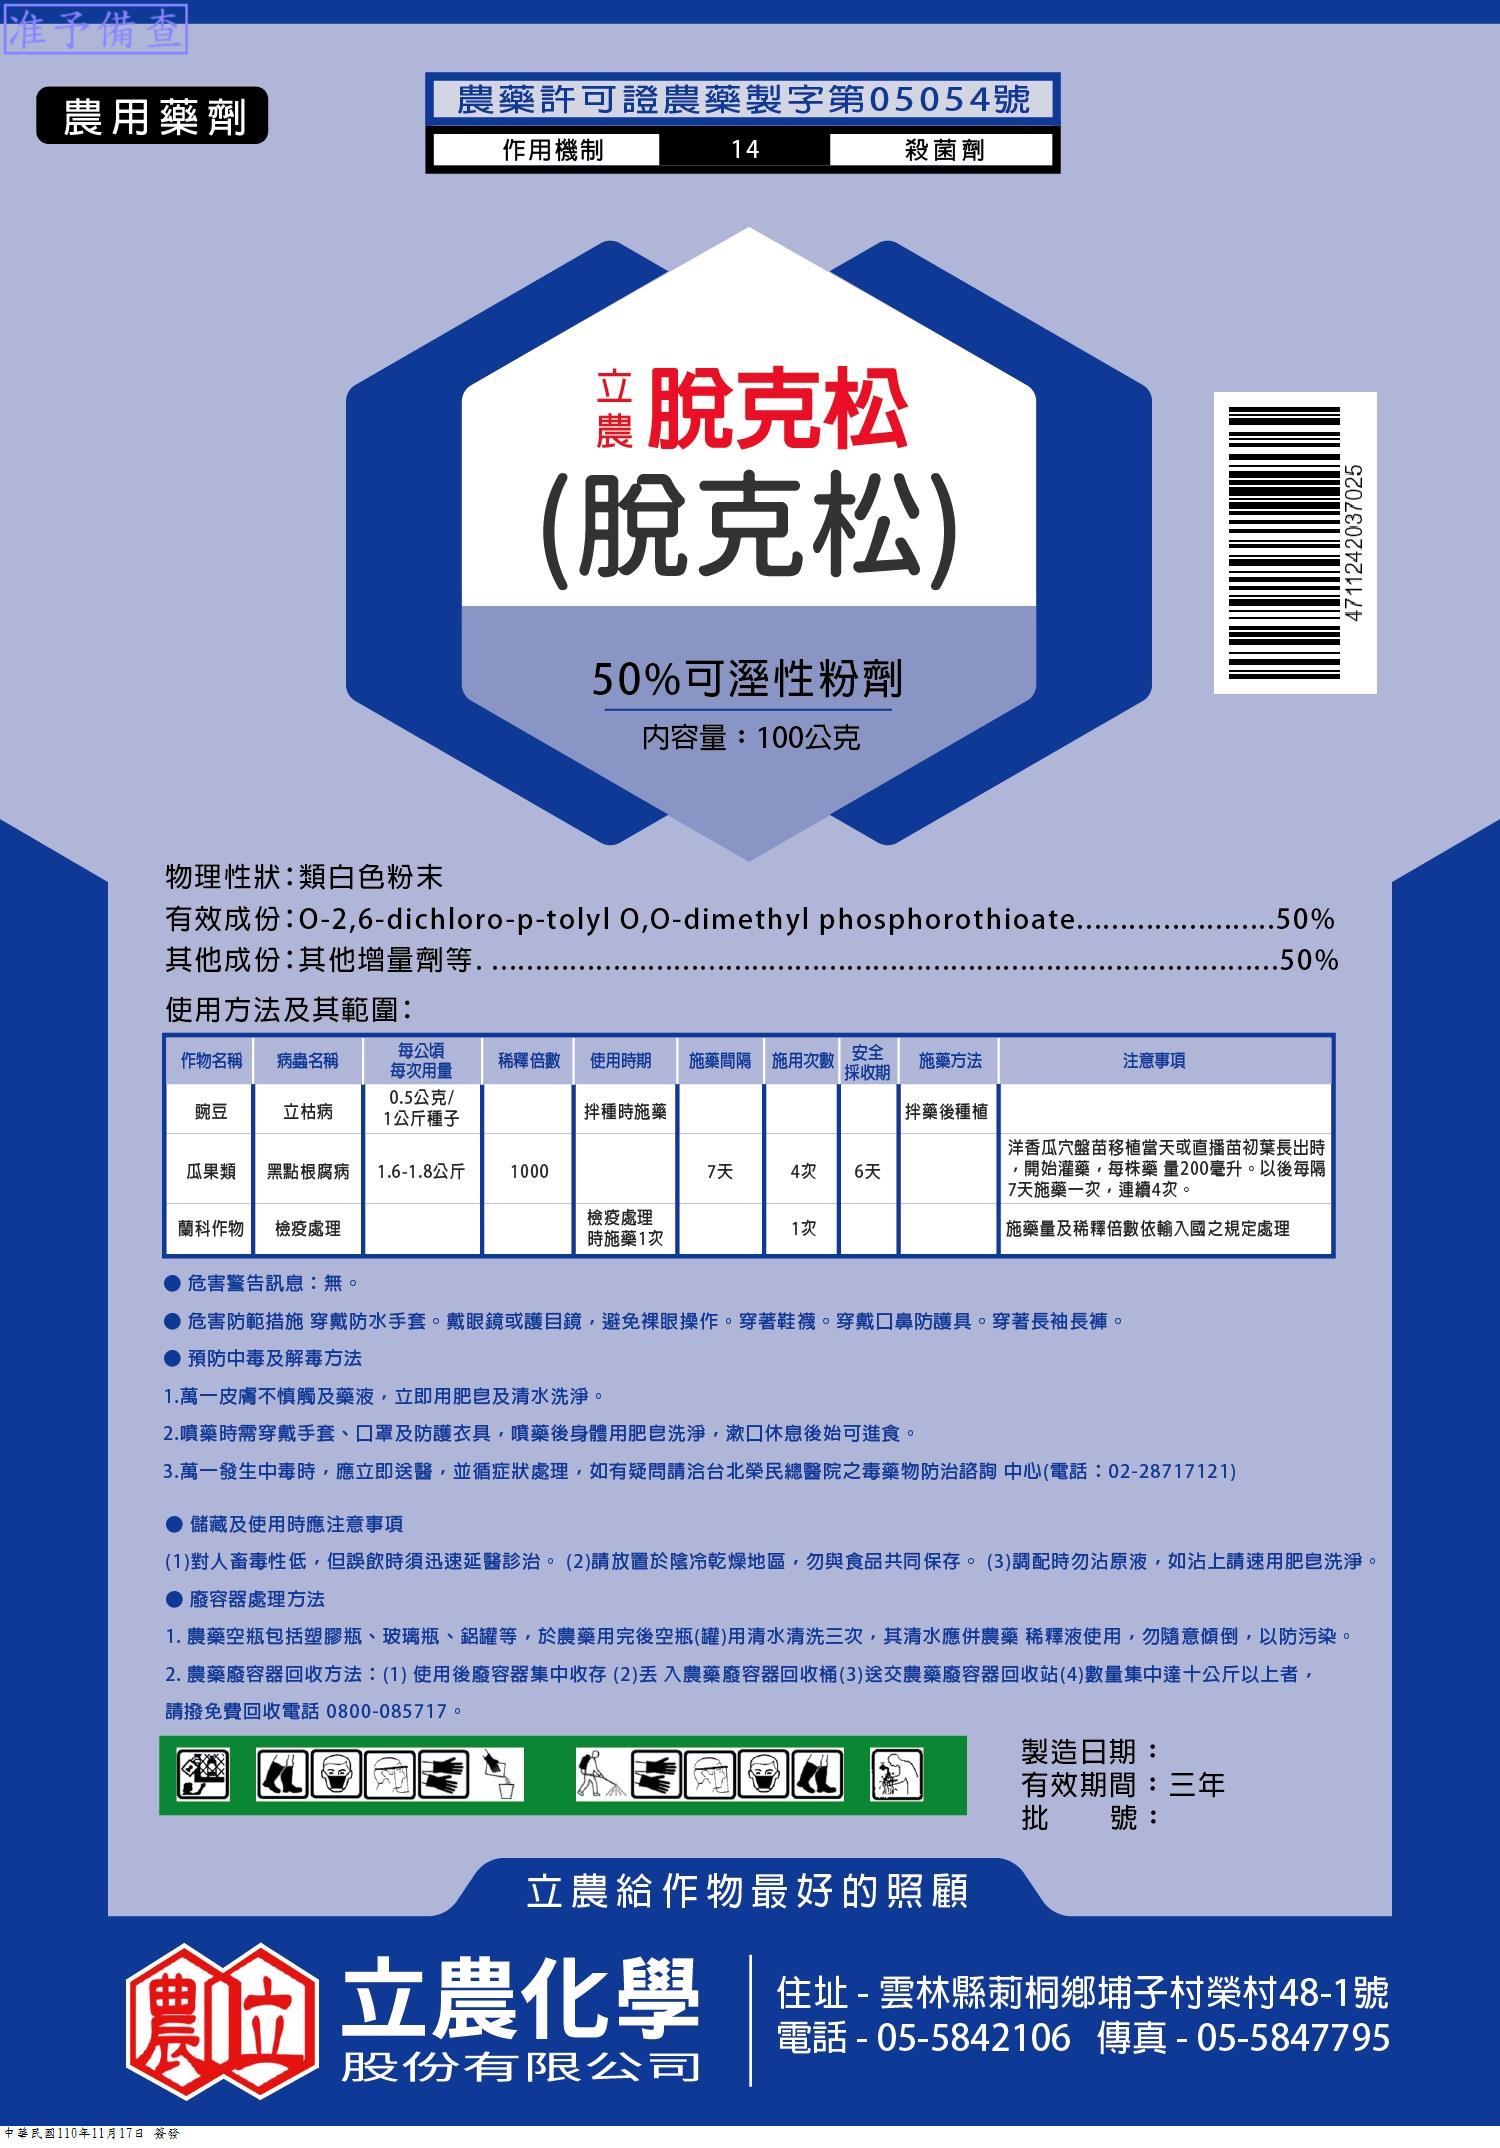 准予備查
農用藥劑
農藥許可證農藥製字第05054號
作用機制 14 殺菌劑
立農 脫克松
(脫克松)
50%可溼性粉劑
內容量：100公克
4711242037025
物理性狀:類白色粉末
有效成份:O-2,6-dichloro-p-tolyl O,O-dimethyl phosphorothioate.......................50%
其他成份:其他增量劑等. ..........................................................................................50%
使用方法及其範圍:
作物名稱 病蟲名稱 每公頃每次用量 稀釋倍數 使用時期 施藥間隔 施用次數 安全採收期 施藥方法 注意事項
豌豆 立枯病 0.5公克/1公斤種子 拌種時施藥 拌藥後種植
瓜果類 黑點根腐病 1.6-1.8公斤 1000 7天 4次 6天 洋香瓜穴盤苗移植當天或直播苗初葉長出時
，開始灌藥，每株藥 量200毫升。以後每隔
7天施藥一次，連續4次。
蘭科作物 檢疫處理 檢疫處理時施藥1次 1次 施藥量及稀釋倍數依輸入國之規定處理
● 危害警告訊息：無。
● 危害防範措施 穿戴防水手套。戴眼鏡或護目鏡，避免裸眼操作。穿著鞋襪。穿戴口鼻防護具。穿著長袖長褲。
● 預防中毒及解毒方法
1.萬一皮膚不慎觸及藥液，立即用肥皂及清水洗淨。
2.噴藥時需穿戴手套、口罩及防護衣具，噴藥後身體用肥皂洗淨，漱口休息後始可進食。
3.萬一發生中毒時，應立即送醫，並循症狀處理，如有疑問請洽台北榮民總醫院之毒藥物防治諮詢 中心(電話：02-28717121)
● 儲藏及使用時應注意事項
(1)對人畜毒性低，但誤飲時須迅速延醫診治。 (2)請放置於陰冷乾燥地區，勿與食品共同保存。 (3)調配時勿沾原液，如沾上請速用肥皂洗淨。
● 廢容器處理方法
1. 農藥空瓶包括塑膠瓶、玻璃瓶、鋁罐等，於農藥用完後空瓶(罐)用清水清洗三次，其清水應併農藥 稀釋液使用，勿隨意傾倒，以防污染。
2. 農藥廢容器回收方法：(1) 使用後廢容器集中收存 (2)丟 入農藥廢容器回收桶(3)送交農藥廢容器回收站(4)數量集中達十公斤以上者，
請撥免費回收電話 0800-085717。
製造日期：
有效期間：三年
批 號：
立農給作物最好的照顧
農立
立農化學
股份有限公司
住址 - 雲林縣莿桐鄉埔子村榮村48-1號
電話 - 05-5842106 傳真 - 05-5847795
中華民國110年11月17日 簽發